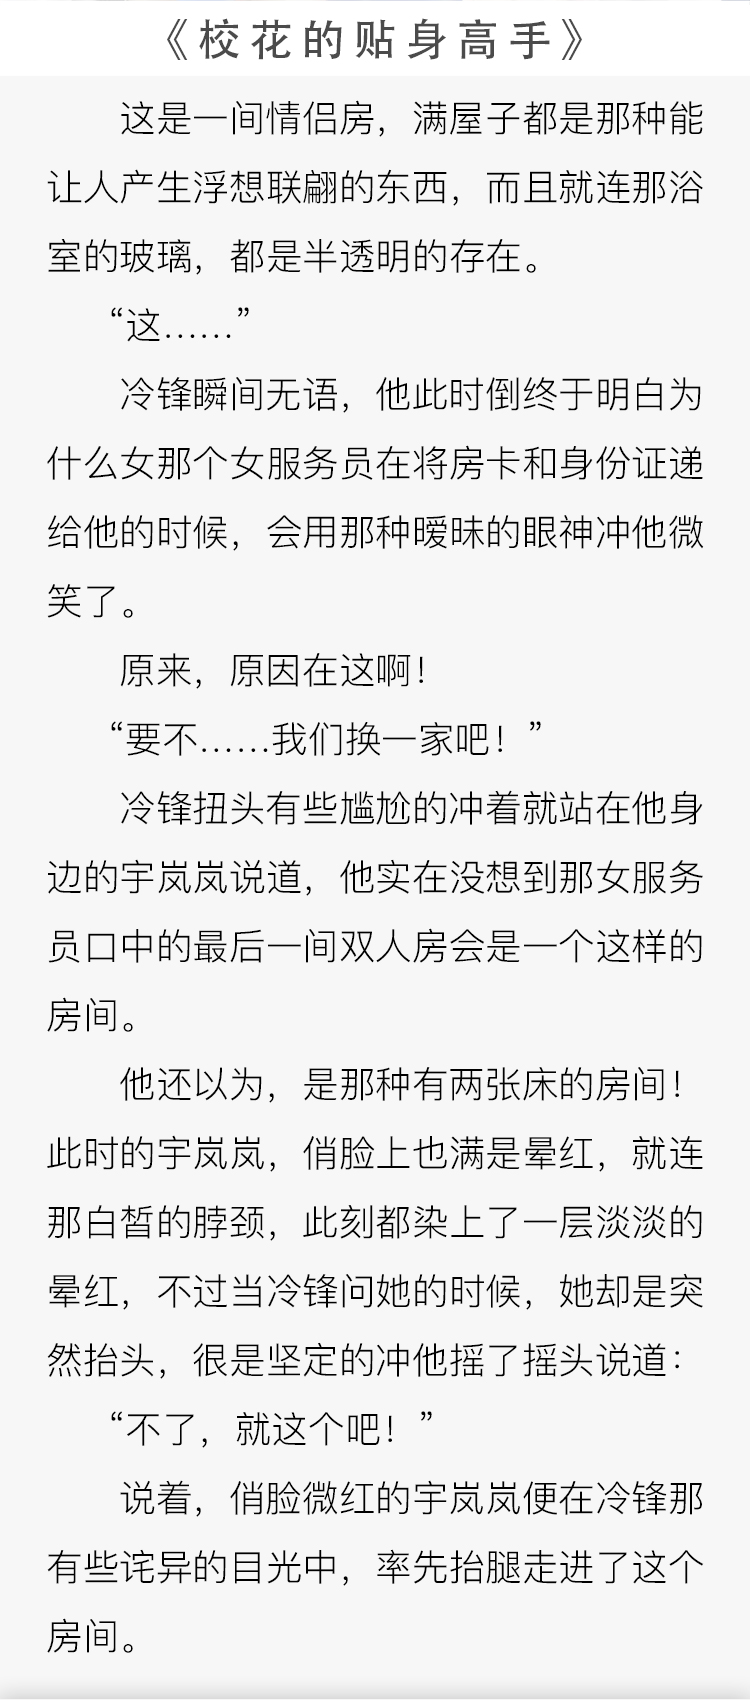 《校花的贴身高手》
这是一间情侣房，满屋子都是那种能
让人产生浮想联翩的东西，而且就连那浴
室的玻璃，都是半透明的存在。
“这……”
冷锋瞬间无语，他此时倒终于明白为
什么女那个女服务员在将房卡和身份证递
给他的时候，会用那种暧昧的眼神冲他微
笑了。
原来，原因在这啊！
“要不……我们换一家吧！”
冷锋扭头有些尴尬的冲着就站在他身
边的宇岚岚说道，他实在没想到那女服务
员口中的最后一间双人房会是一个这样的
房间。
他还以为，是那种有两张床的房间！
此时的宇岚岚，俏脸上也满是晕红，就连
那白皙的脖颈，此刻都染上了一层淡淡的
晕红，不过当冷锋问她的时候，她却是突
然抬头，很是坚定的冲他摇了摇头说道：
“不了，就这个吧！”
说着，俏脸微红的宇岚岚便在冷锋那
有些诧异的目光中，率先抬腿走进了这个
房间。